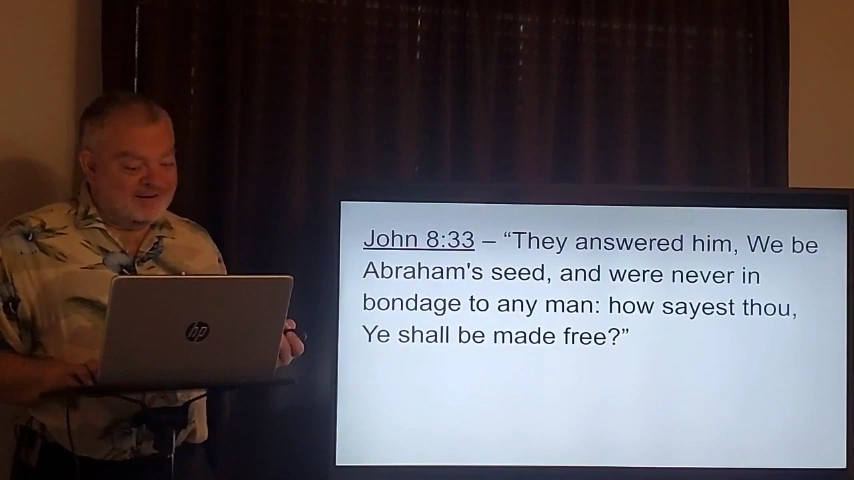 John 8:33 – “They answered him, We be
Abraham's seed, and were never in
bondage to any man: how sayest thou,
Ye shall be made free?”
hp